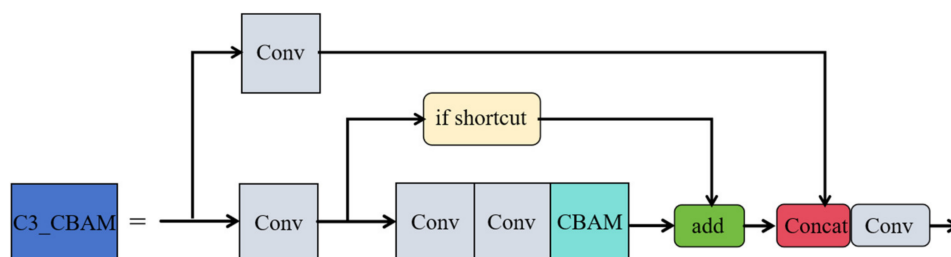 Conv
if shortcut
C3_CBAM = Conv Conv Conv CBAM add Concat Conv